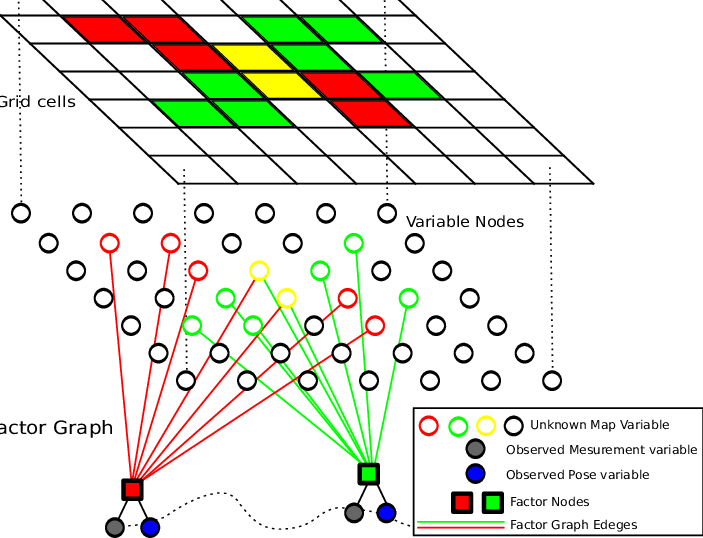 Grid cells
Variable Nodes
actor Graph
Unknown Map Variable
Observed Mesurement variable
Observed Pose variable
Factor Nodes
Factor Graph Edeges